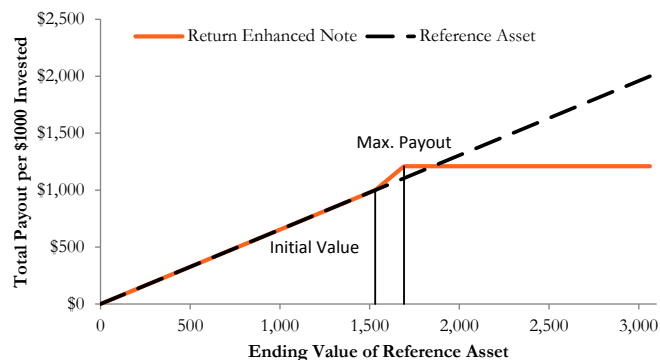 $2,500
Return Enhanced Note
Reference Asset
$2,000
$1,500
Max. Payout
$1,000
$500
Initial Value
$0
0
500
1,000
1,500
2,000
2,500
3,000
Total Payout per $1000 Invested
Ending Value of Reference Asset